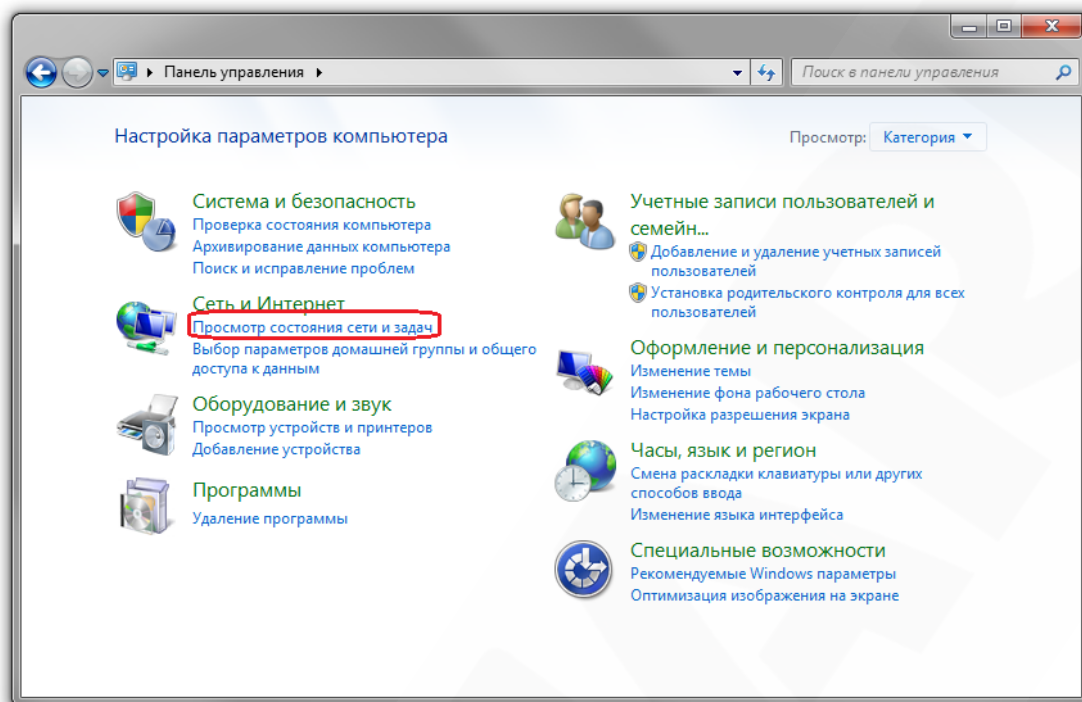 Панель управления
Поиск в панели управления
Настройка параметров компьютера
Просмотр: Категория
Система и безопасность
Проверка состояния компьютера
Архивирование данных компьютера
Поиск и исправление проблем
Сеть и Интернет
Просмотр состояния сети и задач
Выбор параметров домашней группы и общего
доступа к данным
Оборудование и звук
Просмотр устройств и принтеров
Добавление устройства
Программы
Удаление программы
Учетные записи пользователей и
семейн...
Добавление и удаление учетных записей
пользователей
Установка родительского контроля для всех
пользователей
Оформление и персонализация
Изменение темы
Изменение фона рабочего стола
Настройка разрешения экрана
Часы, язык и регион
Смена раскладки клавиатуры или других
способов ввода
Изменение языка интерфейса
Специальные возможности
Рекомендуемые Windows параметры
Оптимизация изображения на экране